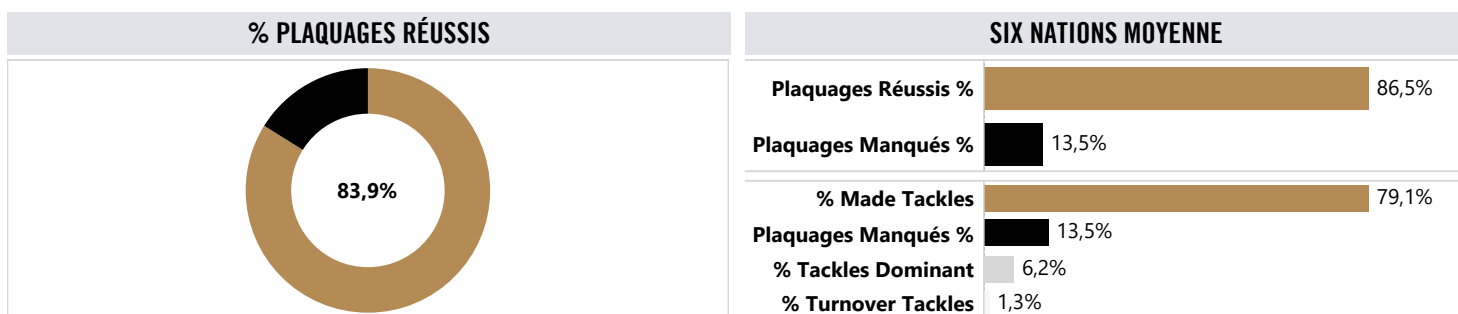 % PLAQUAGES RÉUSSIS
83,9%
SIX NATIONS MOYENNE
Plaquages Réussis % 86,5%
Plaquages Manqués % 13,5%
% Made Tackles 79,1%
Plaquages Manqués % 13,5%
% Tackles Dominant 6,2%
% Turnover Tackles 1,3%